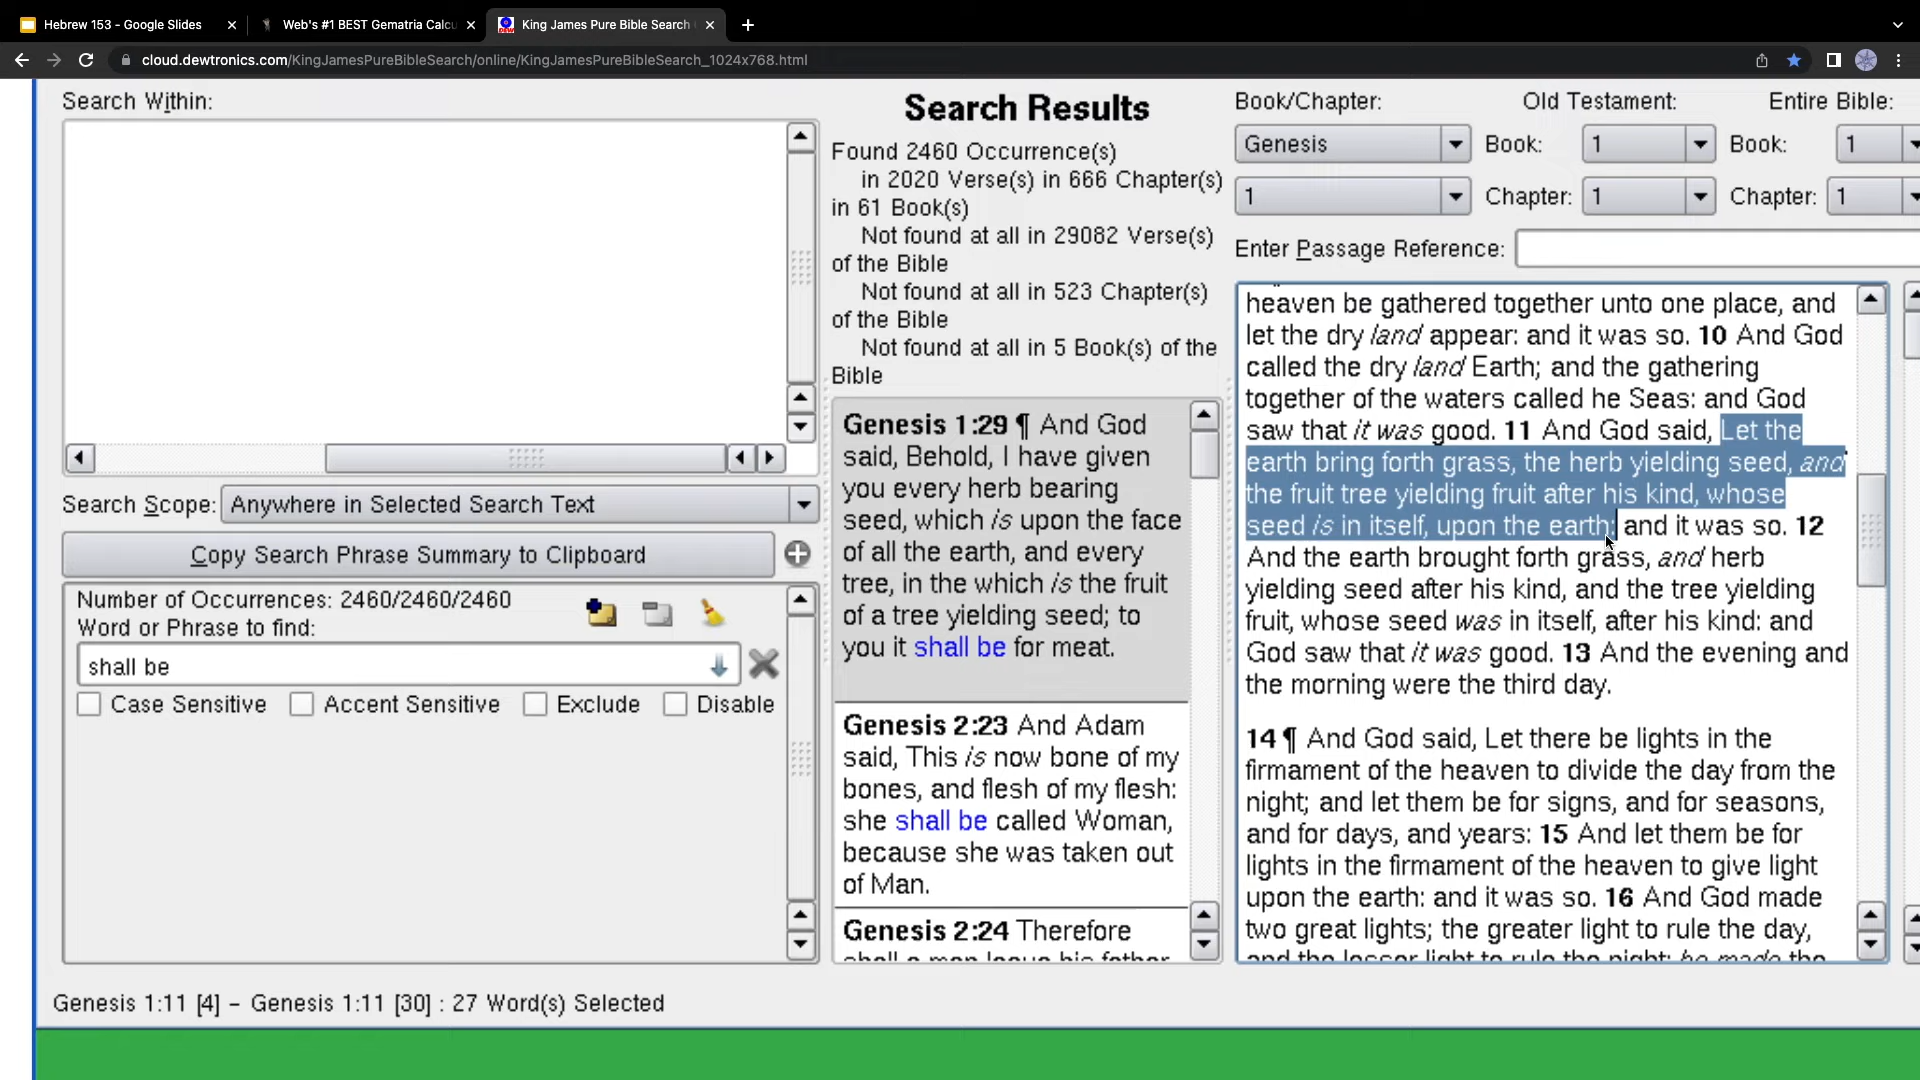 Hebrew 153 - Google Slides
Web's #1 BEST Gematria Calcu
King James Pure Bible Search
cloud.dewtronics.com/KingJamesPureBibleSearch/online/KingJamesPureBibleSearch_1024x768.html
Search Within:
Search Scope: Anywhere in Selected Search Text
Copy Search Phrase Summary to Clipboard
Number of Occurrences: 2460/2460/2460
Word or Phrase to find:
shall be
Case Sensitive Accent Sensitive Exclude Disable
Search Results
Found 2460 Occurrence(s)
in 2020 Verse(s) in 666 Chapter(s)
in 61 Book(s)
Not found at all in 29082 Verse(s)
of the Bible
Not found at all in 523 Chapter(s)
of the Bible
Not found at all in 5 Book(s) of the
Bible
Genesis 1:29 ¶ And God
said, Behold, I have given
you every herb bearing
seed, which is upon the face
of all the earth, and every
tree, in the which is the fruit
of a tree yielding seed; to
you it shall be for meat.
Genesis 2:23 And Adam
said, This is now bone of my
bones, and flesh of my flesh:
she shall be called Woman,
because she was taken out
of Man.
Genesis 2:24 Therefore
shall a man leave his father
Book/Chapter: Old Testament: Entire Bible:
Genesis Book: 1 Book: 1
1 Chapter: 1 Chapter: 1
Enter Passage Reference:
heaven be gathered together unto one place, and
let the dry land appear: and it was so. 10 And God
called the dry land Earth; and the gathering
together of the waters called he Seas: and God
saw that it was good. 11 And God said, Let the
earth bring forth grass, the herb yielding seed, and
the fruit tree yielding fruit after his kind, whose
seed is in itself, upon the earth: and it was so. 12
And the earth brought forth grass, and herb
yielding seed after his kind, and the tree yielding
fruit, whose seed was in itself, after his kind: and
God saw that it was good. 13 And the evening and
the morning were the third day.
14 ¶ And God said, Let there be lights in the
firmament of the heaven to divide the day from the
night; and let them be for signs, and for seasons,
and for days, and years: 15 And let them be for
lights in the firmament of the heaven to give light
upon the earth: and it was so. 16 And God made
two great lights; the greater light to rule the day,
and the lesser light to rule the night: he made the
Genesis 1:11 [4] - Genesis 1:11 [30] : 27 Word(s) Selected